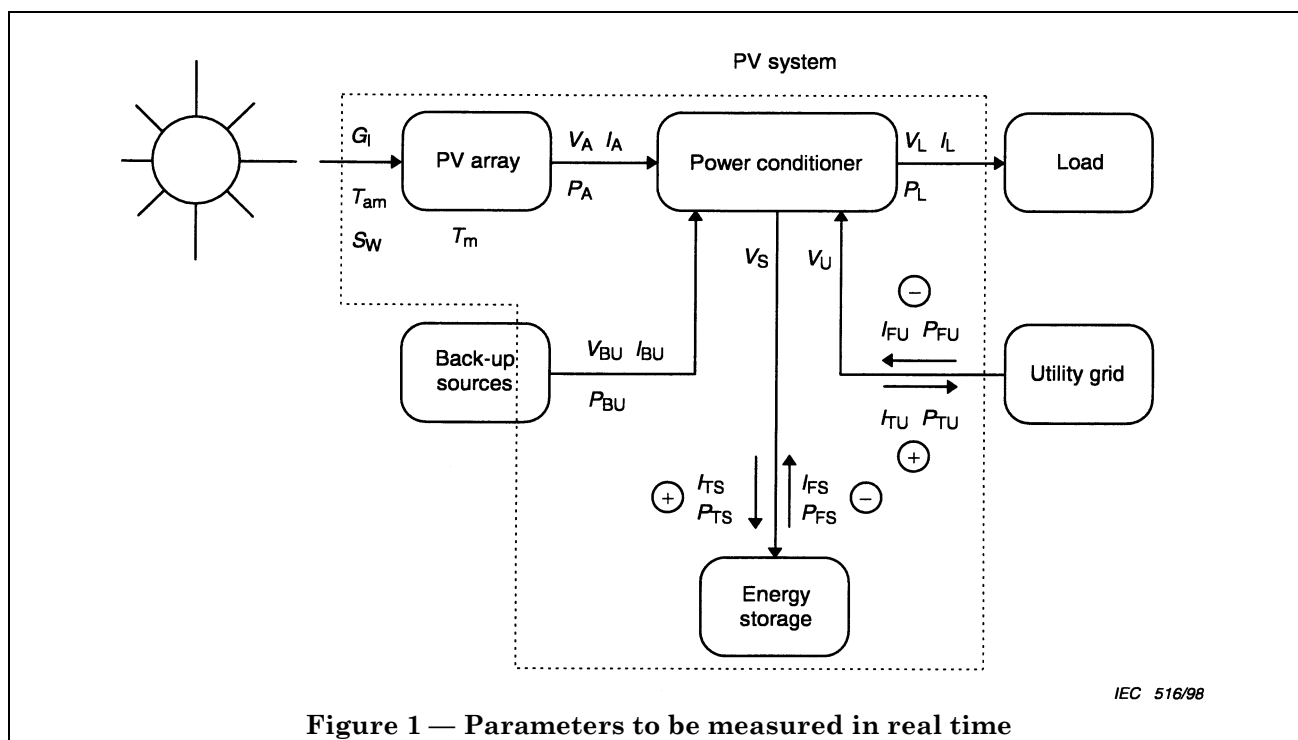 PV system
G_I
T_am
S_W
PV array
T_m
V_A I_A
P_A
Power conditioner
V_L I_L
P_L
Load
V_S V_U
Back-up
sources
V_BU I_BU
P_BU
−
I_FU P_FU
I_TU P_TU
+
Utility grid
+ I_TS
P_TS
I_FS −
P_FS
Energy
storage
IEC 516/98
Figure 1 — Parameters to be measured in real time